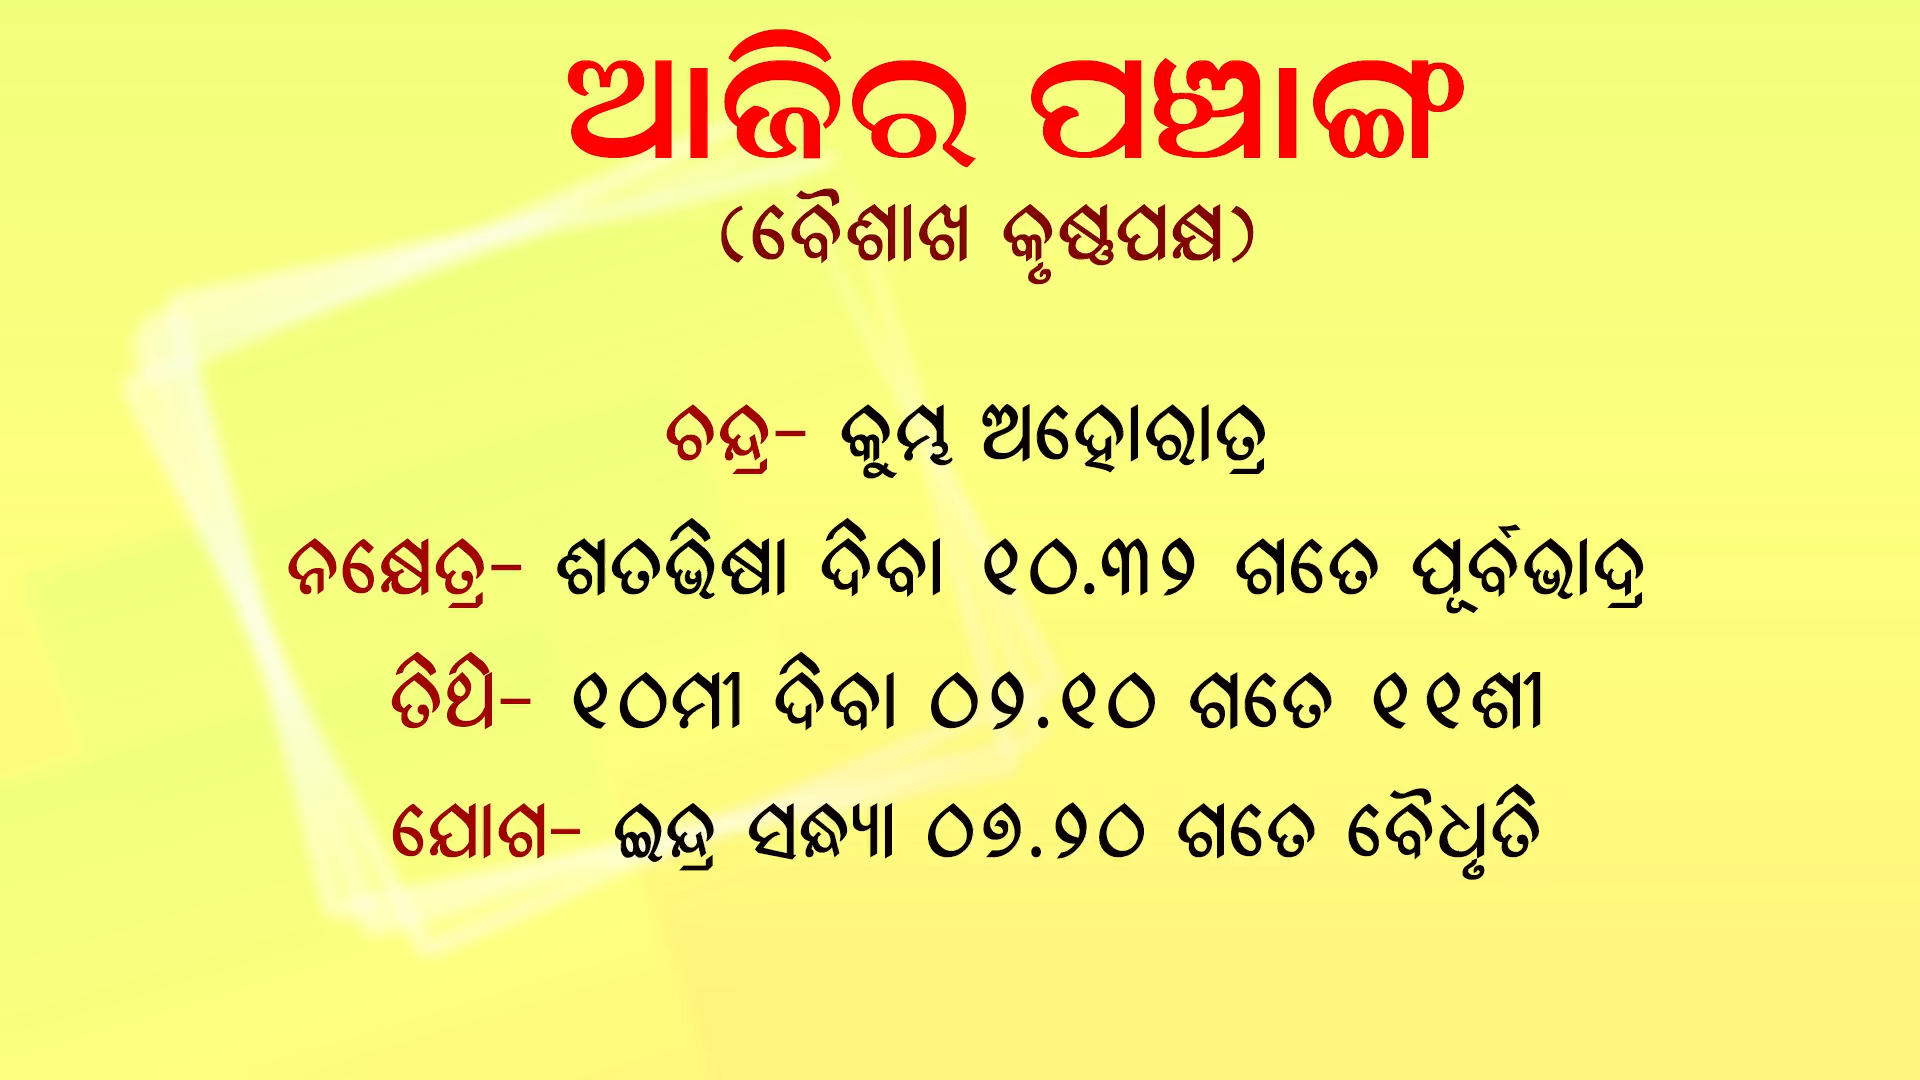 ଆଜିର ପଞ୍ଚାଙ୍ଗ
(ବୈଶାଖ କୃଷ୍ଣପକ୍ଷ)
ଚନ୍ଦ୍ର- କୁମ୍ଭ ଅହୋରାତ୍ର
ନକ୍ଷେତ୍ର- ଶତଭିଷା ଦିବା ୧୦.୩୨ ଗତେ ପୂର୍ବଭାଦ୍ର
ତିଥି- ୧୦ମୀ ଦିବା ୦୨.୧୦ ଗତେ ୧୧ଶୀ
ଯୋଗ- ଇନ୍ଦ୍ର ସନ୍ଧ୍ୟା ୦୭.୨୦ ଗତେ ବୈଧୃତି